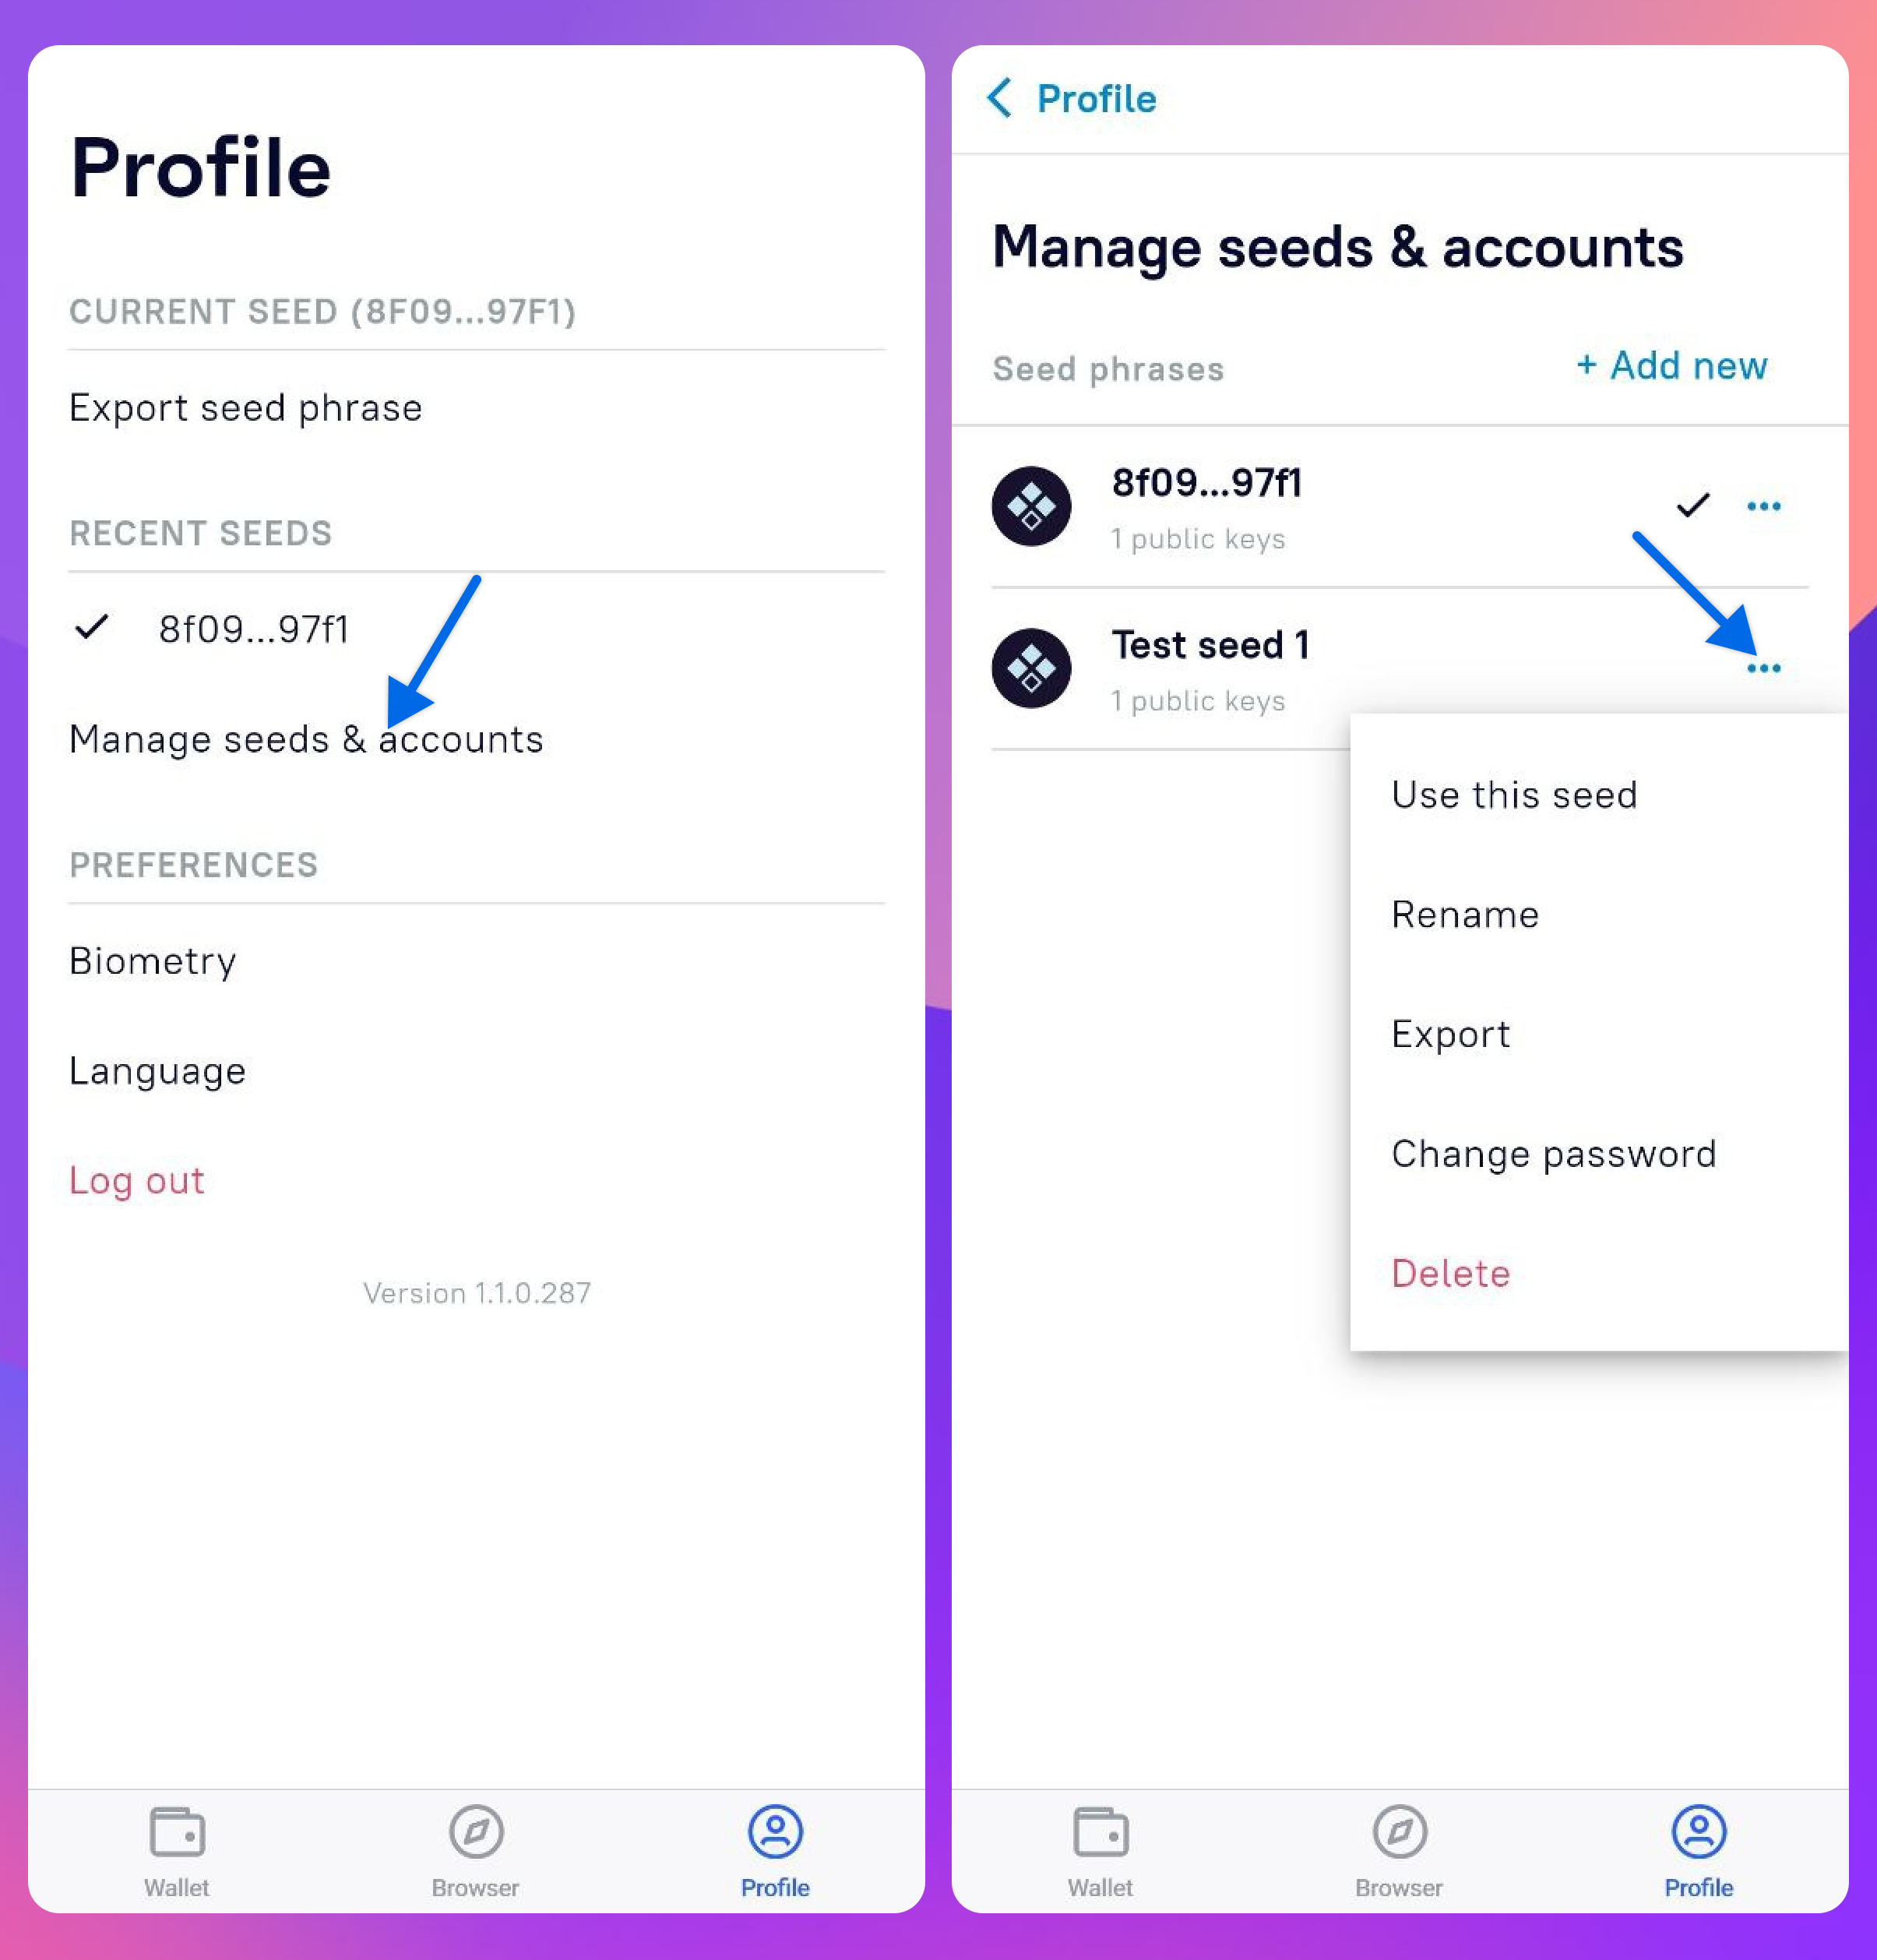 Profile
CURRENT SEED (8F09...97F1)
Export seed phrase
RECENT SEEDS
8f09...97f1
Manage seeds & accounts
PREFERENCES
Biometry
Language
Log out
Version 1.1.0.287
Wallet
Browser
Profile
Profile
Manage seeds & accounts
Seed phrases
+ Add new
8f09...97f1
1 public keys
Test seed 1
1 public keys
Use this seed
Rename
Export
Change password
Delete
Wallet
Browser
Profile